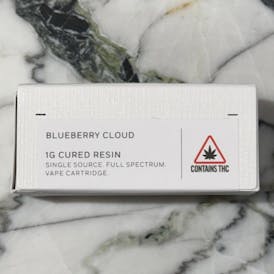 BLUEBERRY CLOUD
1G CURED RESIN
SINGLE SOURCE. FULL SPECTRUM.
VAPE CARTRIDGE.
CONTAINS THC